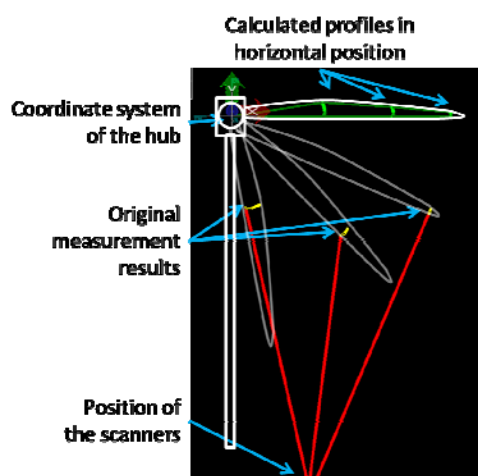 Calculated profiles in
horizontal position
Coordinate system
of the hub
Original
measurement
results
Position of
the scanners